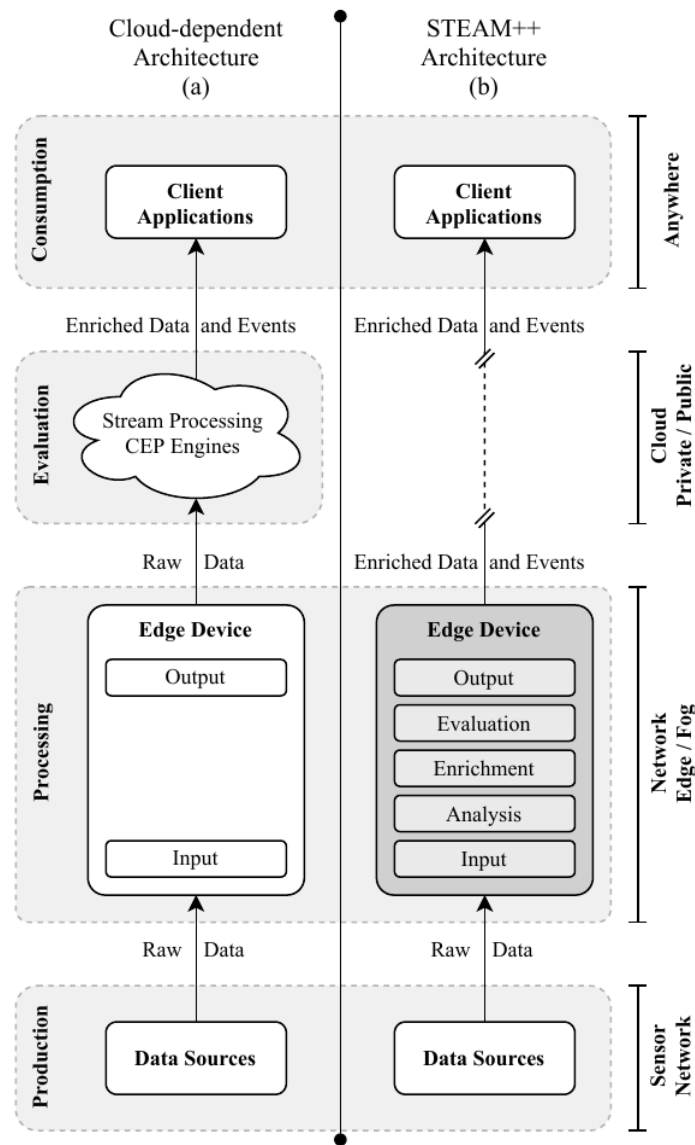 Cloud-dependent
Architecture
(a)
STEAM++
Architecture
(b)
Consumption
Client
Applications
Client
Applications
Anywhere
Enriched Data and Events
Enriched Data and Events
Evaluation
Stream Processing
CEP Engines
Cloud
Private / Public
Raw Data
Enriched Data and Events
Processing
Edge Device
Output
Input
Edge Device
Output
Evaluation
Enrichment
Analysis
Input
Network
Edge / Fog
Raw Data
Raw Data
Production
Data Sources
Data Sources
Sensor
Network